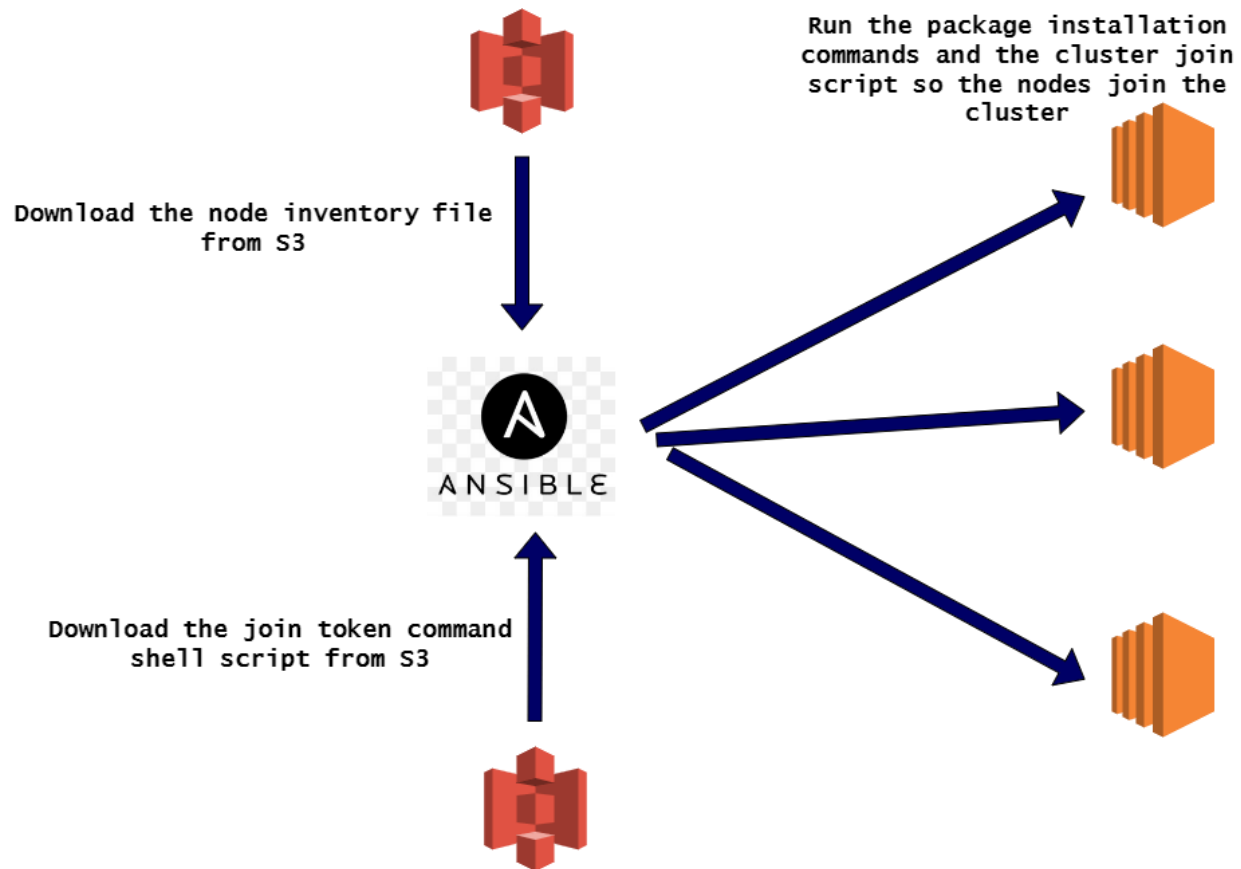 Run the package installation
commands and the cluster join
script so the nodes join the
cluster
Download the node inventory file
from S3
ANSIBLE
Download the join token command
shell script from S3